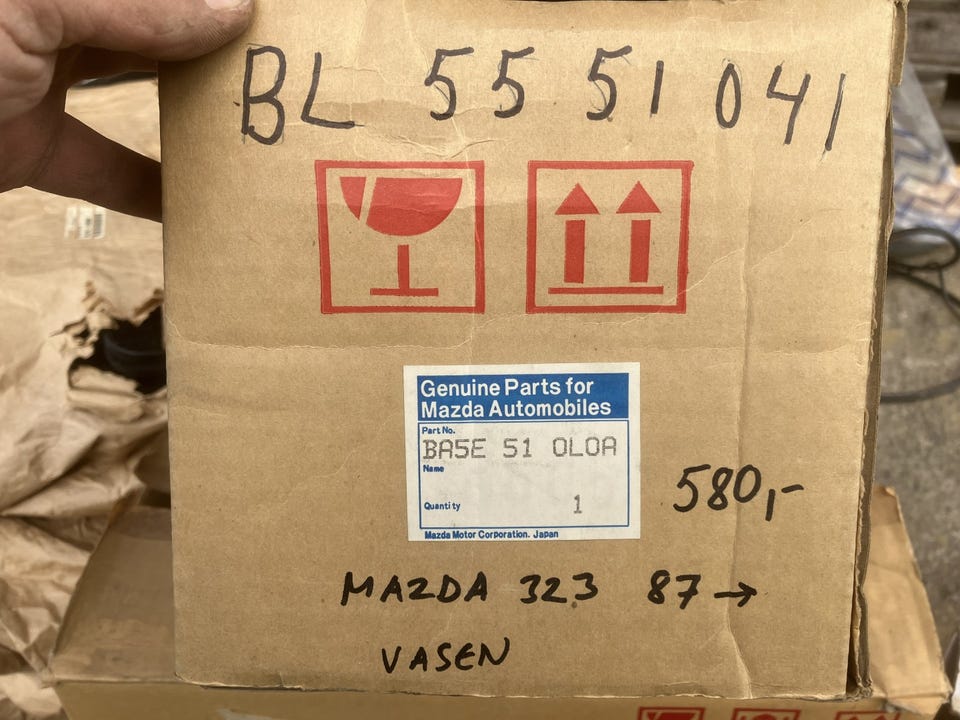 BL 55 51 041
Genuine Parts for
Mazda Automobiles
Part No.
BA5E 51 0L0A
Name
Quantity
1
Mazda Motor Corporation. Japan
580,-
MAZDA 323 87→
VASEN